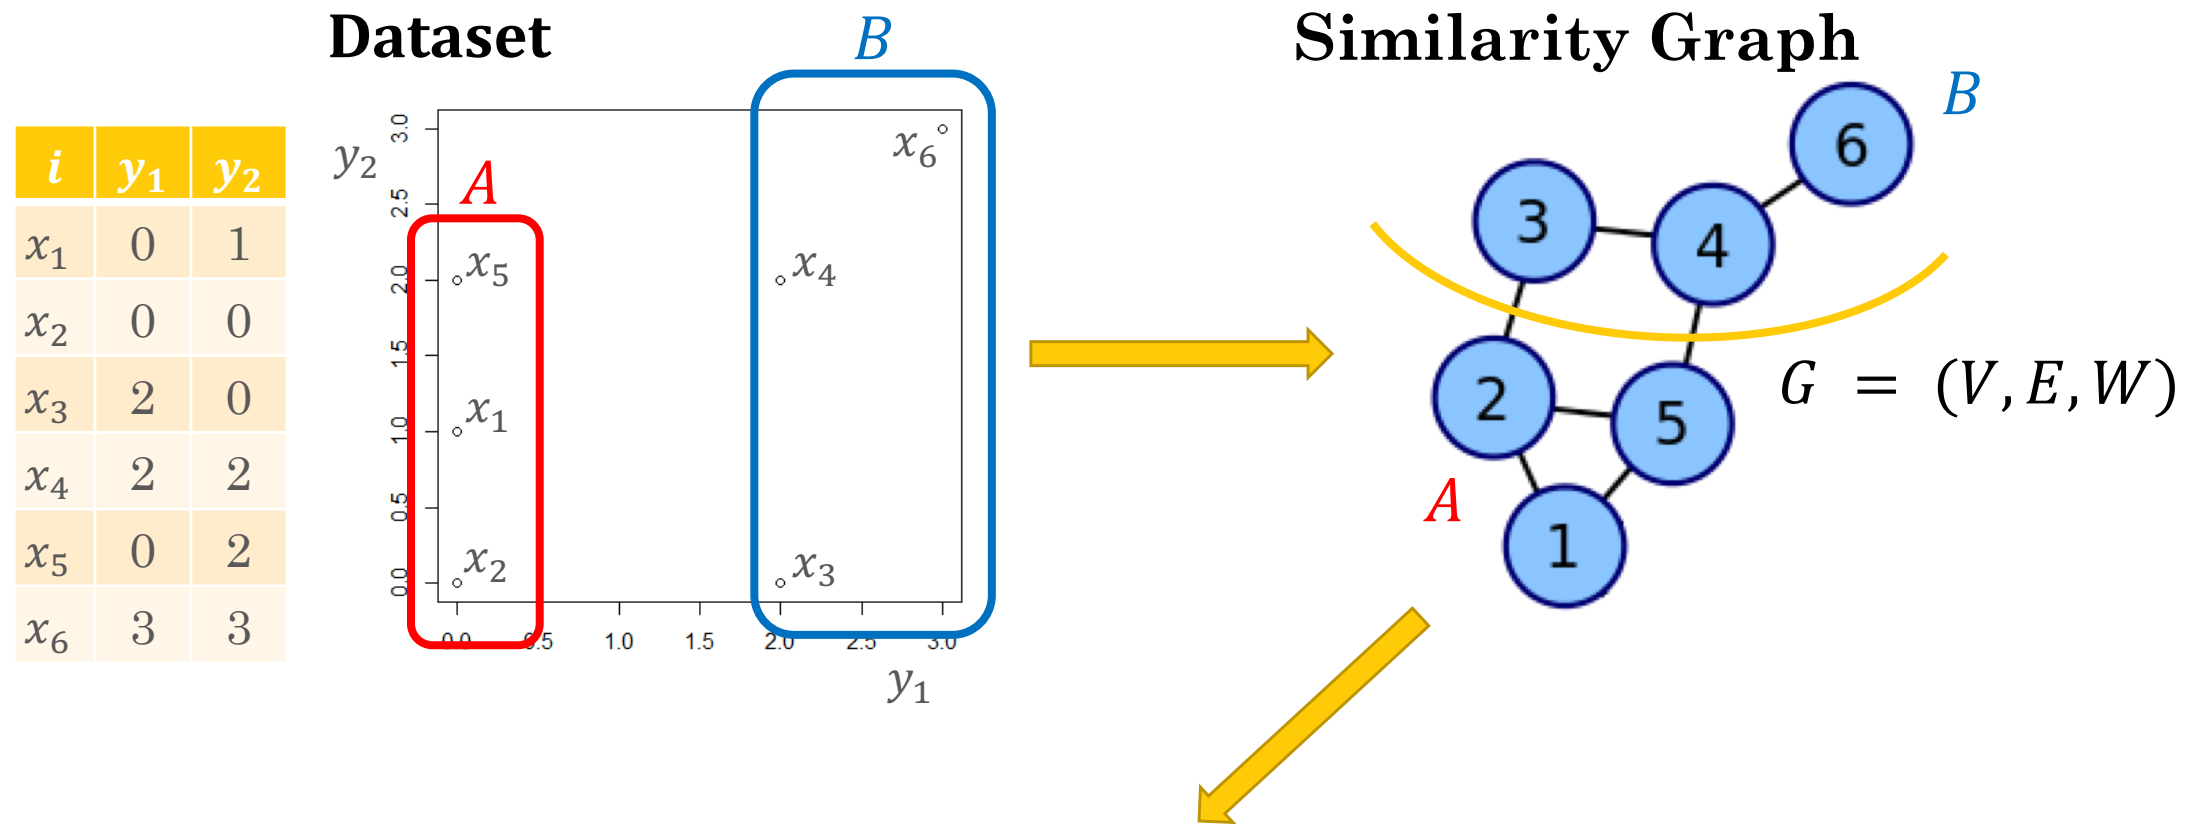 Dataset
Similarity Graph
i y₁ y₂
x₁ 0 1
x₂ 0 0
x₃ 2 0
x₄ 2 2
x₅ 0 2
x₆ 3 3
A
B
y₂
3.0
2.5
2.0
1.5
1.0
0.5
0.0
x₆
x₅
x₄
x₁
x₂
x₃
0.0 0.5 1.0 1.5 2.0 2.5 3.0
y₁
B
6
3
4
2
5
1
A
G = (V, E, W)